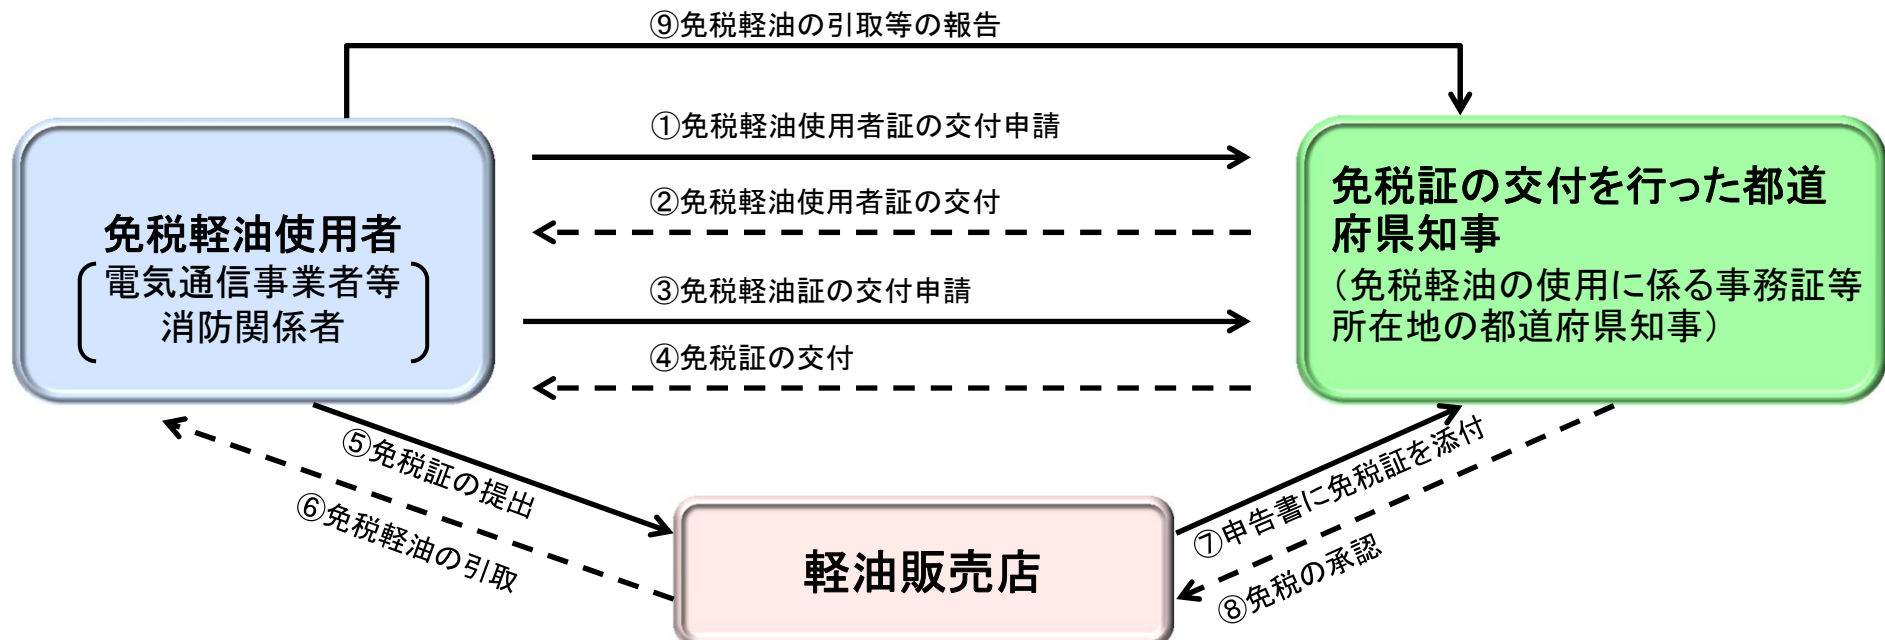 ⑨免税軽油の引取等の報告
①免税軽油使用者証の交付申請
②免税軽油使用者証の交付
③免税軽油証の交付申請
④免税証の交付
免税軽油使用者
電気通信事業者等
消防関係者
免税証の交付を行った都道
府県知事
（免税軽油の使用に係る事務証等
所在地の都道府県知事）
⑤免税証の提出
⑥免税軽油の引取
⑦申告書に免税証を添付
⑧免税の承認
軽油販売店